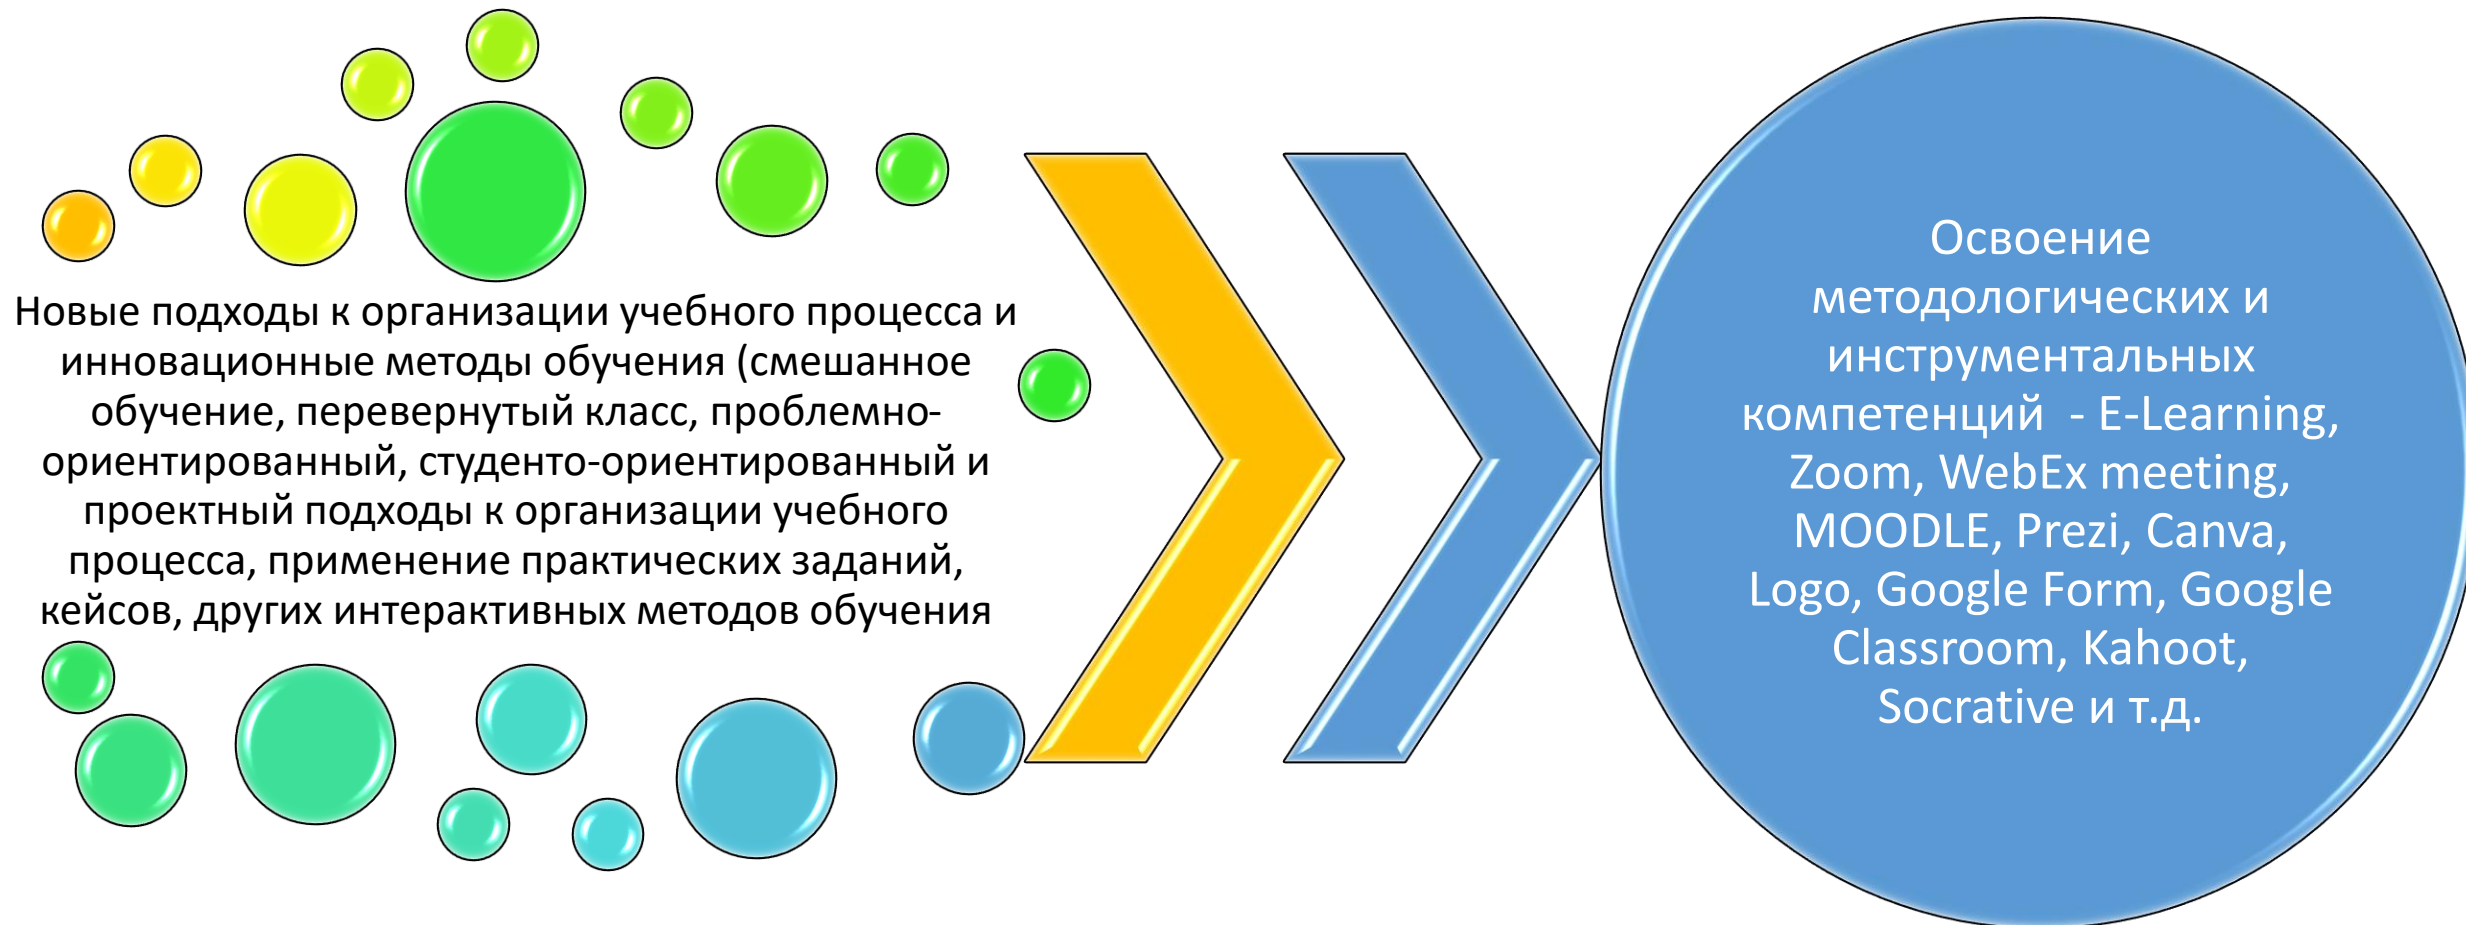 Новые подходы к организации учебного процесса и
инновационные методы обучения (смешанное
обучение, перевернутый класс, проблемно-
ориентированный, студенто-ориентированный и
проектный подходы к организации учебного
процесса, применение практических заданий,
кейсов, других интерактивных методов обучения
Освоение
методологических и
инструментальных
компетенций  - E-Learning,
Zoom, WebEx meeting,
MOODLE, Prezi, Canva,
Logo, Google Form, Google
Classroom, Kahoot,
Socrative и т.д.